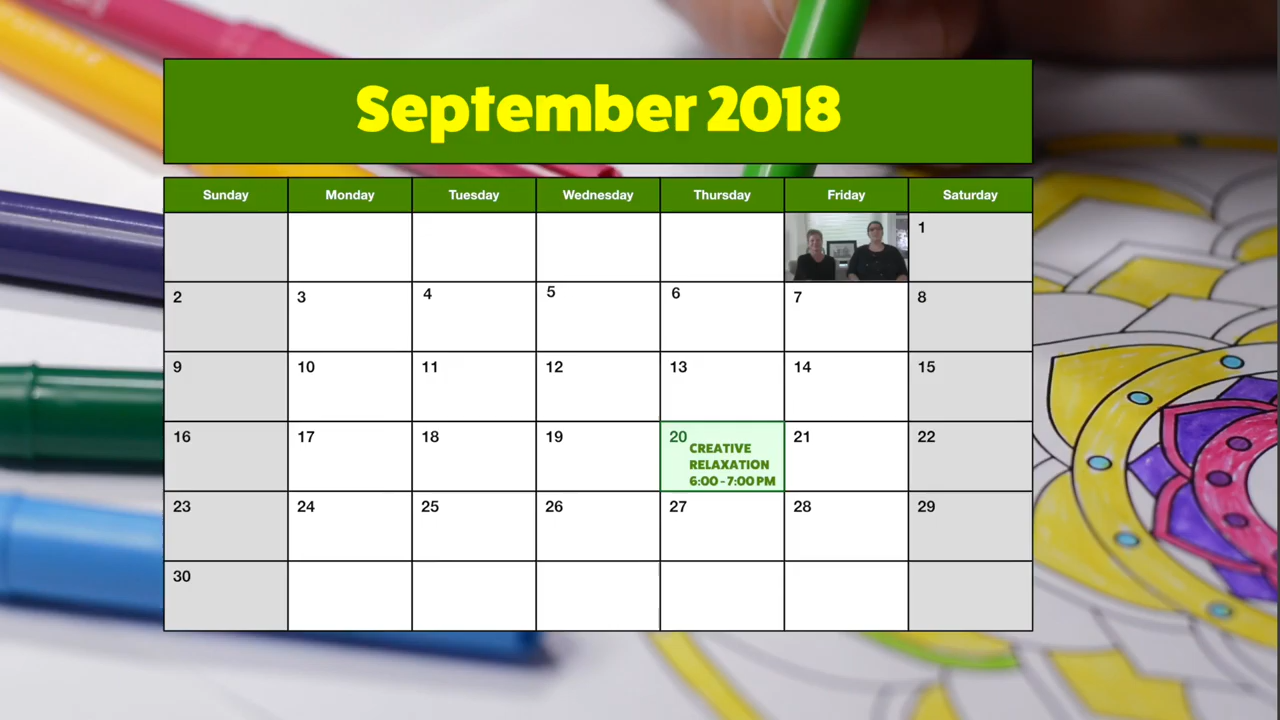 September 2018
Sunday Monday Tuesday Wednesday Thursday Friday Saturday
1
2 3 4 5 6 7 8
9 10 11 12 13 14 15
16 17 18 19 20 21 22
CREATIVE
RELAXATION
6:00 - 7:00 PM
23 24 25 26 27 28 29
30